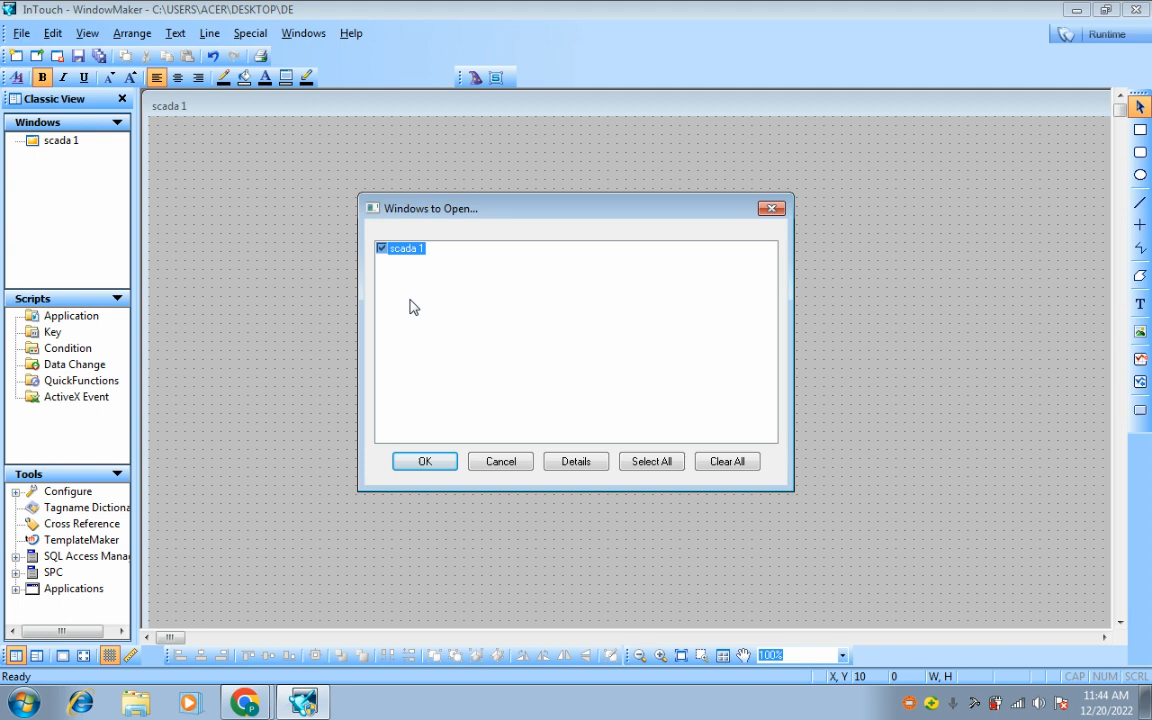 InTouch - WindowMaker - C:\USERS\ACER\DESKTOP\DE
File Edit View Arrange Text Line Special Windows Help
Runtime
Classic View
scada 1
Windows
scada 1
Windows to Open...
scada 1
OK Cancel Details Select All Clear All
Scripts
Application
Key
Condition
Data Change
QuickFunctions
ActiveX Event
Tools
Configure
Tagname Dictiona
Cross Reference
TemplateMaker
SQL Access Mana
SPC
Applications
100%
Ready X, Y 10 0 W, H CAP NUM SCRL
11:44 AM
12/20/2022